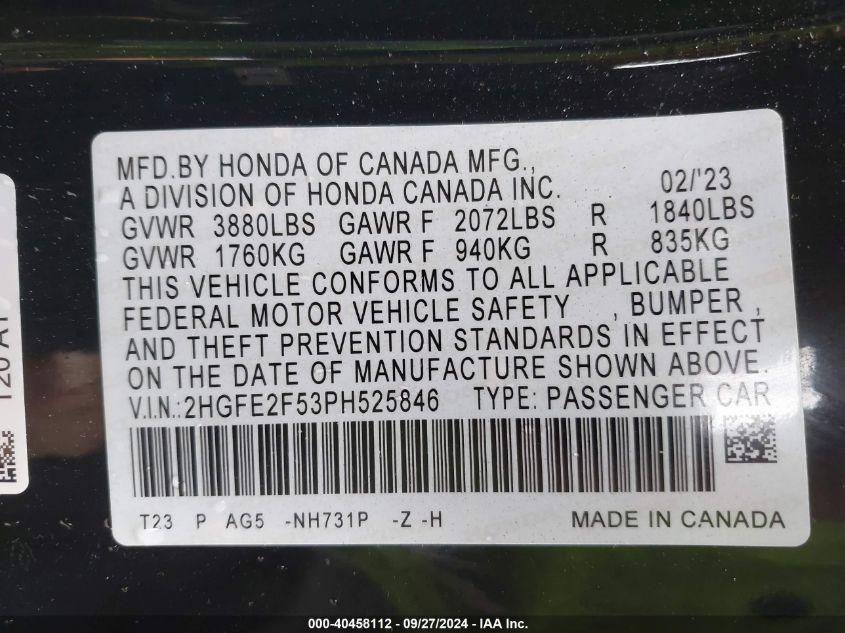 MFD.BY HONDA OF CANADA MFG.,
A DIVISION OF HONDA CANADA INC. 02/'23
GVWR 3880LBS GAWR F 2072LBS R 1840LBS
GVWR 1760KG GAWR F 940KG R 835KG
THIS VEHICLE CONFORMS TO ALL APPLICABLE
FEDERAL MOTOR VEHICLE SAFETY , BUMPER ,
AND THEFT PREVENTION STANDARDS IN EFFECT
ON THE DATE OF MANUFACTURE SHOWN ABOVE.
V.I.N.:2HGFE2F53PH525846 TYPE: PASSENGER CAR
T23 P AG5 -NH731P -Z -H MADE IN CANADA
000-40458112 - 09/27/2024 - IAA Inc.